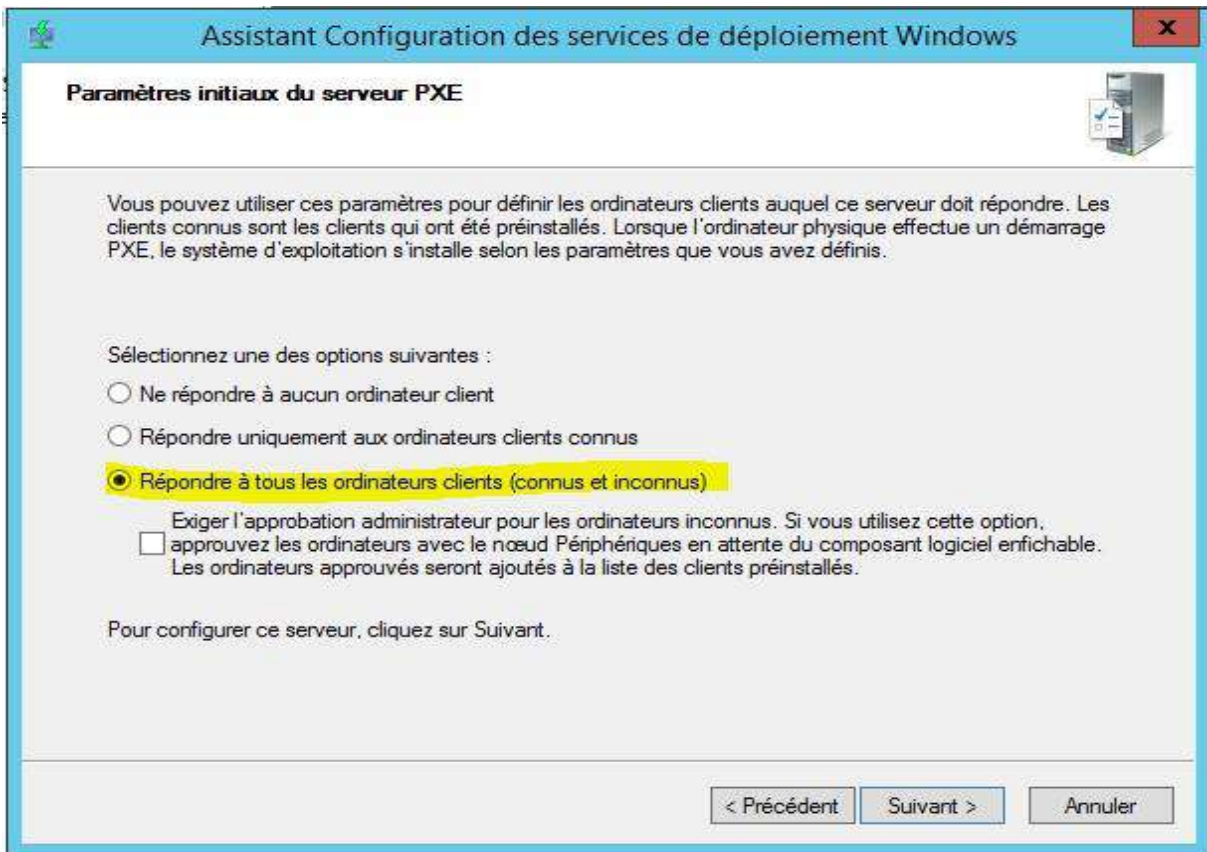 Assistant Configuration des services de déploiement Windows
x
Paramètres initiaux du serveur PXE
Vous pouvez utiliser ces paramètres pour définir les ordinateurs clients auquel ce serveur doit répondre. Les
clients connus sont les clients qui ont été préinstallés. Lorsque l'ordinateur physique effectue un démarrage
PXE, le système d'exploitation s'installe selon les paramètres que vous avez définis.
Sélectionnez une des options suivantes :
Ne répondre à aucun ordinateur client
Répondre uniquement aux ordinateurs clients connus
Répondre à tous les ordinateurs clients (connus et inconnus)
Exiger l'approbation administrateur pour les ordinateurs inconnus. Si vous utilisez cette option,
approuvez les ordinateurs avec le nœud Périphériques en attente du composant logiciel enfichable.
Les ordinateurs approuvés seront ajoutés à la liste des clients préinstallés.
Pour configurer ce serveur, cliquez sur Suivant.
< Précédent Suivant > Annuler